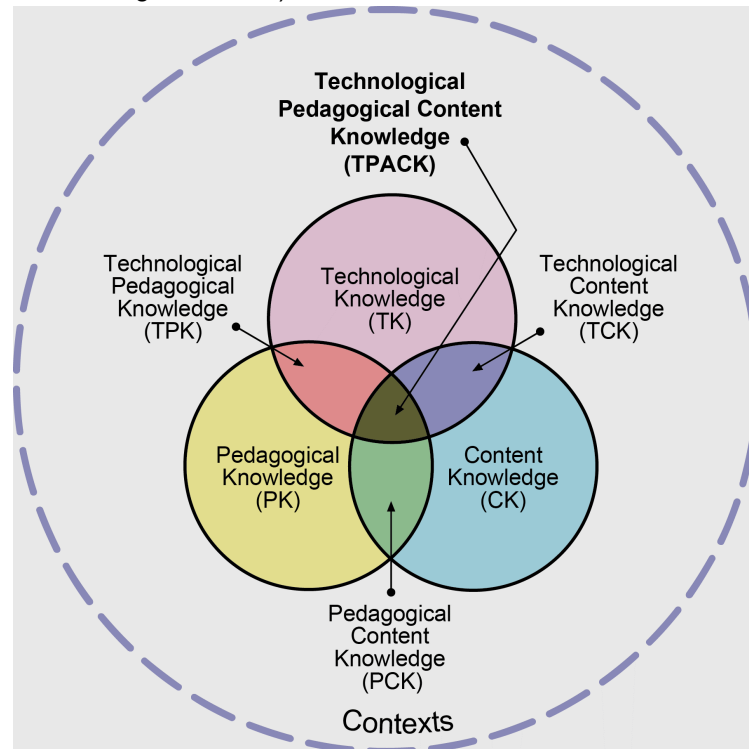 Technological
Pedagogical Content
Knowledge
(TPACK)
Technological
Pedagogical
Knowledge
(TPK)
Technological
Knowledge
(TK)
Technological
Content
Knowledge
(TCK)
Pedagogical
Knowledge
(PK)
Content
Knowledge
(CK)
Pedagogical
Content
Knowledge
(PCK)
Contexts